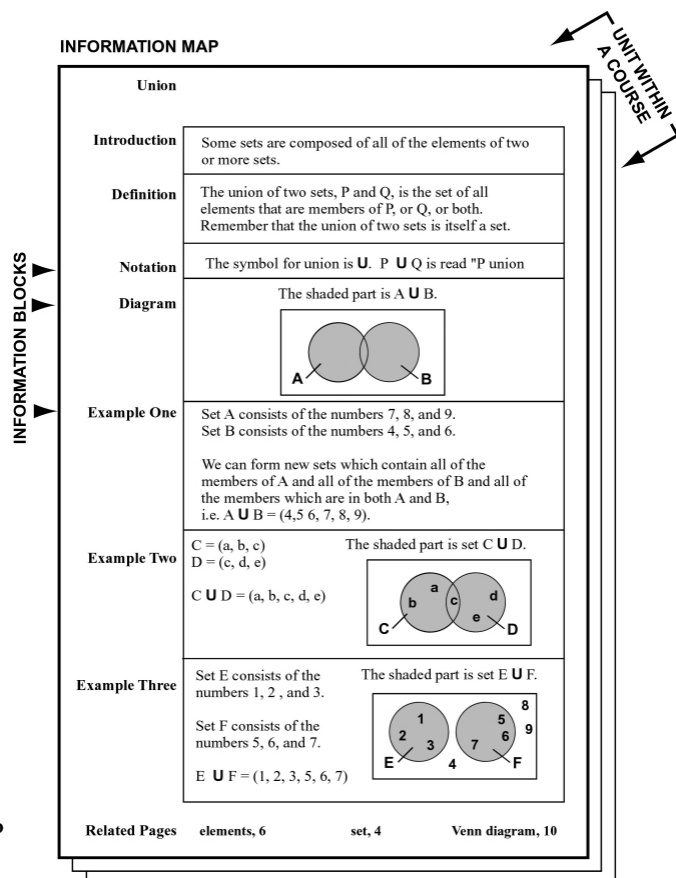 INFORMATION MAP
UNIT WITHIN
A COURSE
INFORMATION BLOCKS
Union
Introduction
Some sets are composed of all of the elements of two
or more sets.
Definition
The union of two sets, P and Q, is the set of all
elements that are members of P, or Q, or both.
Remember that the union of two sets is itself a set.
Notation
The symbol for union is U. P U Q is read "P union
Diagram
The shaded part is A U B.
A
B
Example One
Set A consists of the numbers 7, 8, and 9.
Set B consists of the numbers 4, 5, and 6.
We can form new sets which contain all of the
members of A and all of the members of B and all of
the members which are in both A and B,
i.e. A U B = (4,5 6, 7, 8, 9).
Example Two
C = (a, b, c)
D = (c, d, e)
C U D = (a, b, c, d, e)
The shaded part is set C U D.
a
b
c
d
e
C
D
Example Three
Set E consists of the
numbers 1, 2 , and 3.
Set F consists of the
numbers 5, 6, and 7.
E U F = (1, 2, 3, 5, 6, 7)
The shaded part is set E U F.
1
2
3
E
4
5
6
7
F
8
9
Related Pages
elements, 6 set, 4 Venn diagram, 10